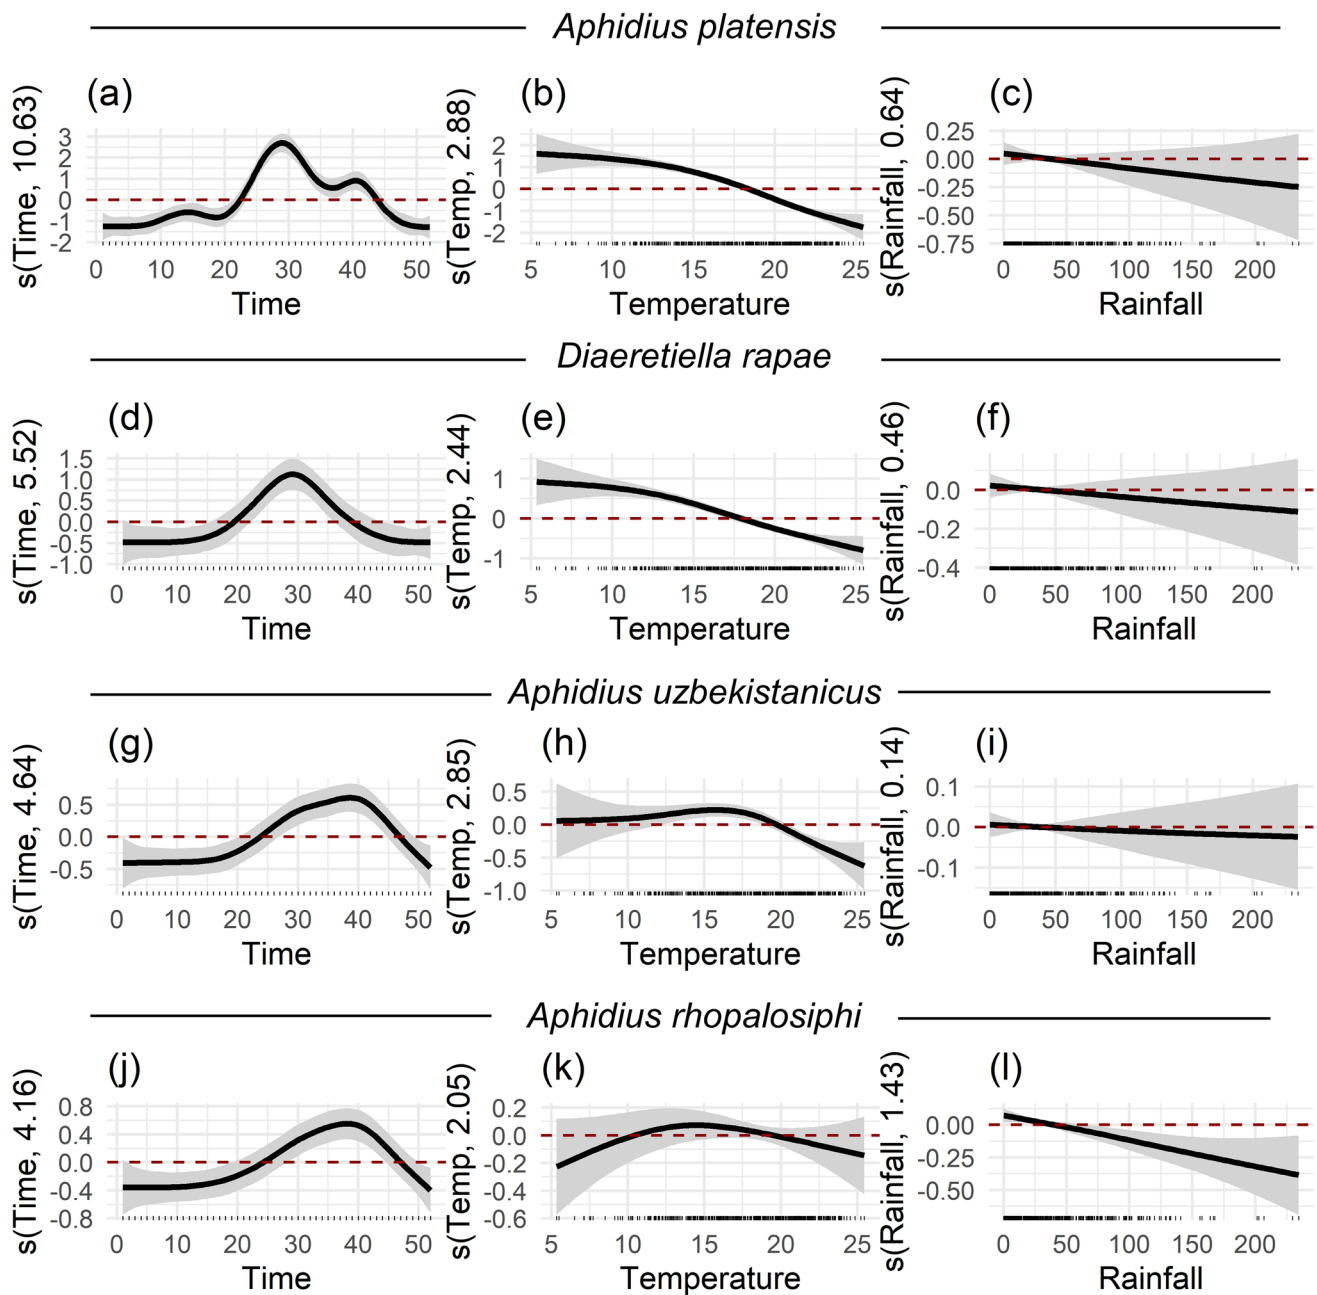 Aphidius platensis
(a)
(b)
(c)
s(Time, 10.63)
3
2
1
0
-1
-2
0 10 20 30 40 50
Time
s(Temp, 2.88)
2
1
0
-1
-2
5 10 15 20 25
Temperature
s(Rainfall, 0.64)
0.25
0.00
-0.25
-0.50
-0.75
0 50 100 150 200
Rainfall
Diaeretiella rapae
(d)
(e)
(f)
s(Time, 5.52)
1.5
1.0
0.5
0.0
-0.5
-1.0
0 10 20 30 40 50
Time
s(Temp, 2.44)
1
0
-1
5 10 15 20 25
Temperature
s(Rainfall, 0.46)
0.0
-0.2
-0.4
0 50 100 150 200
Rainfall
Aphidius uzbekistanicus
(g)
(h)
(i)
s(Time, 4.64)
0.5
0.0
-0.5
0 10 20 30 40 50
Time
s(Temp, 2.85)
0.5
0.0
-0.5
-1.0
5 10 15 20 25
Temperature
s(Rainfall, 0.14)
0.1
0.0
-0.1
0 50 100 150 200
Rainfall
Aphidius rhopalosiphi
(j)
(k)
(l)
s(Time, 4.16)
0.8
0.4
0.0
-0.4
-0.8
0 10 20 30 40 50
Time
s(Temp, 2.05)
0.2
0.0
-0.2
-0.4
-0.6
5 10 15 20 25
Temperature
s(Rainfall, 1.43)
0.00
-0.25
-0.50
0 50 100 150 200
Rainfall